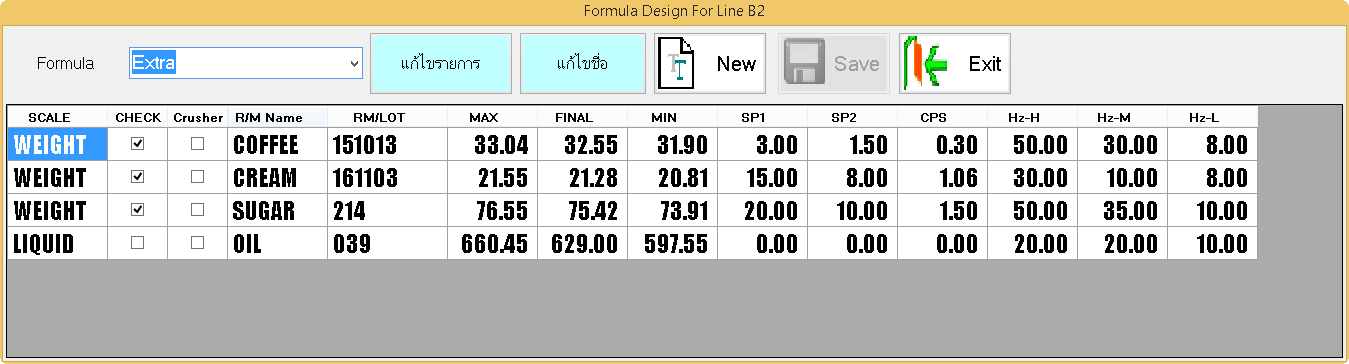 Formula Design For Line B2
Formula Extra แก้ไขรายการ แก้ไขชื่อ New Save Exit
SCALE CHECK Crusher R/M Name RM/LOT MAX FINAL MIN SP1 SP2 CPS Hz-H Hz-M Hz-L
WEIGHT COFFEE 151013 33.04 32.55 31.90 3.00 1.50 0.30 50.00 30.00 8.00
WEIGHT CREAM 161103 21.55 21.28 20.81 15.00 8.00 1.06 30.00 10.00 8.00
WEIGHT SUGAR 214 76.55 75.42 73.91 20.00 10.00 1.50 50.00 35.00 10.00
LIQUID OIL 039 660.45 629.00 597.55 0.00 0.00 0.00 20.00 20.00 10.00